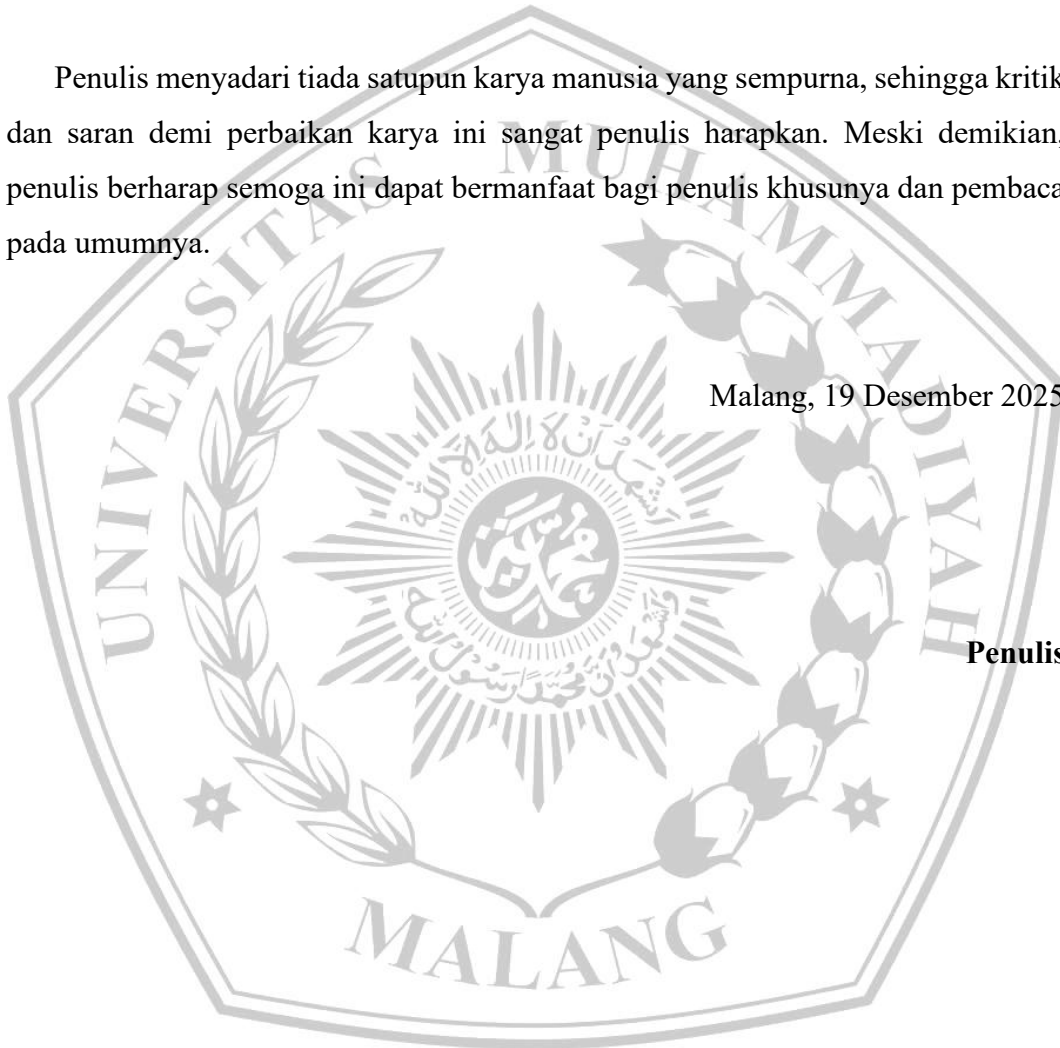 Penulis menyadari tiada satupun karya manusia yang sempurna, sehingga kritik
dan saran demi perbaikan karya ini sangat penulis harapkan. Meski demikian,
penulis berharap semoga ini dapat bermanfaat bagi penulis khusunya dan pembaca
pada umumnya.
UNIVERSITAS MUHAMMADIYAH
Malang, 19 Desember 2025
Penulis
MALANG